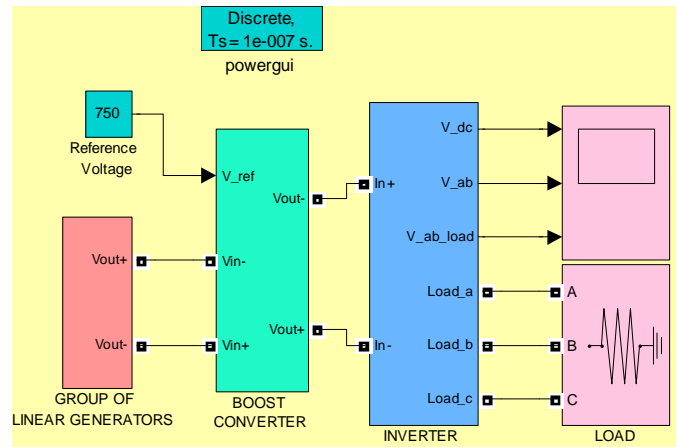 Discrete,
Ts = 1e-007 s.
powergui
750
Reference
Voltage
V_ref
Vout+
Vout-
GROUP OF
LINEAR GENERATORS
Vin-
Vin+
Vout-
Vout+
BOOST
CONVERTER
In+
In-
V_dc
V_ab
V_ab_load
Load_a
Load_b
Load_c
INVERTER
A
B
C
LOAD